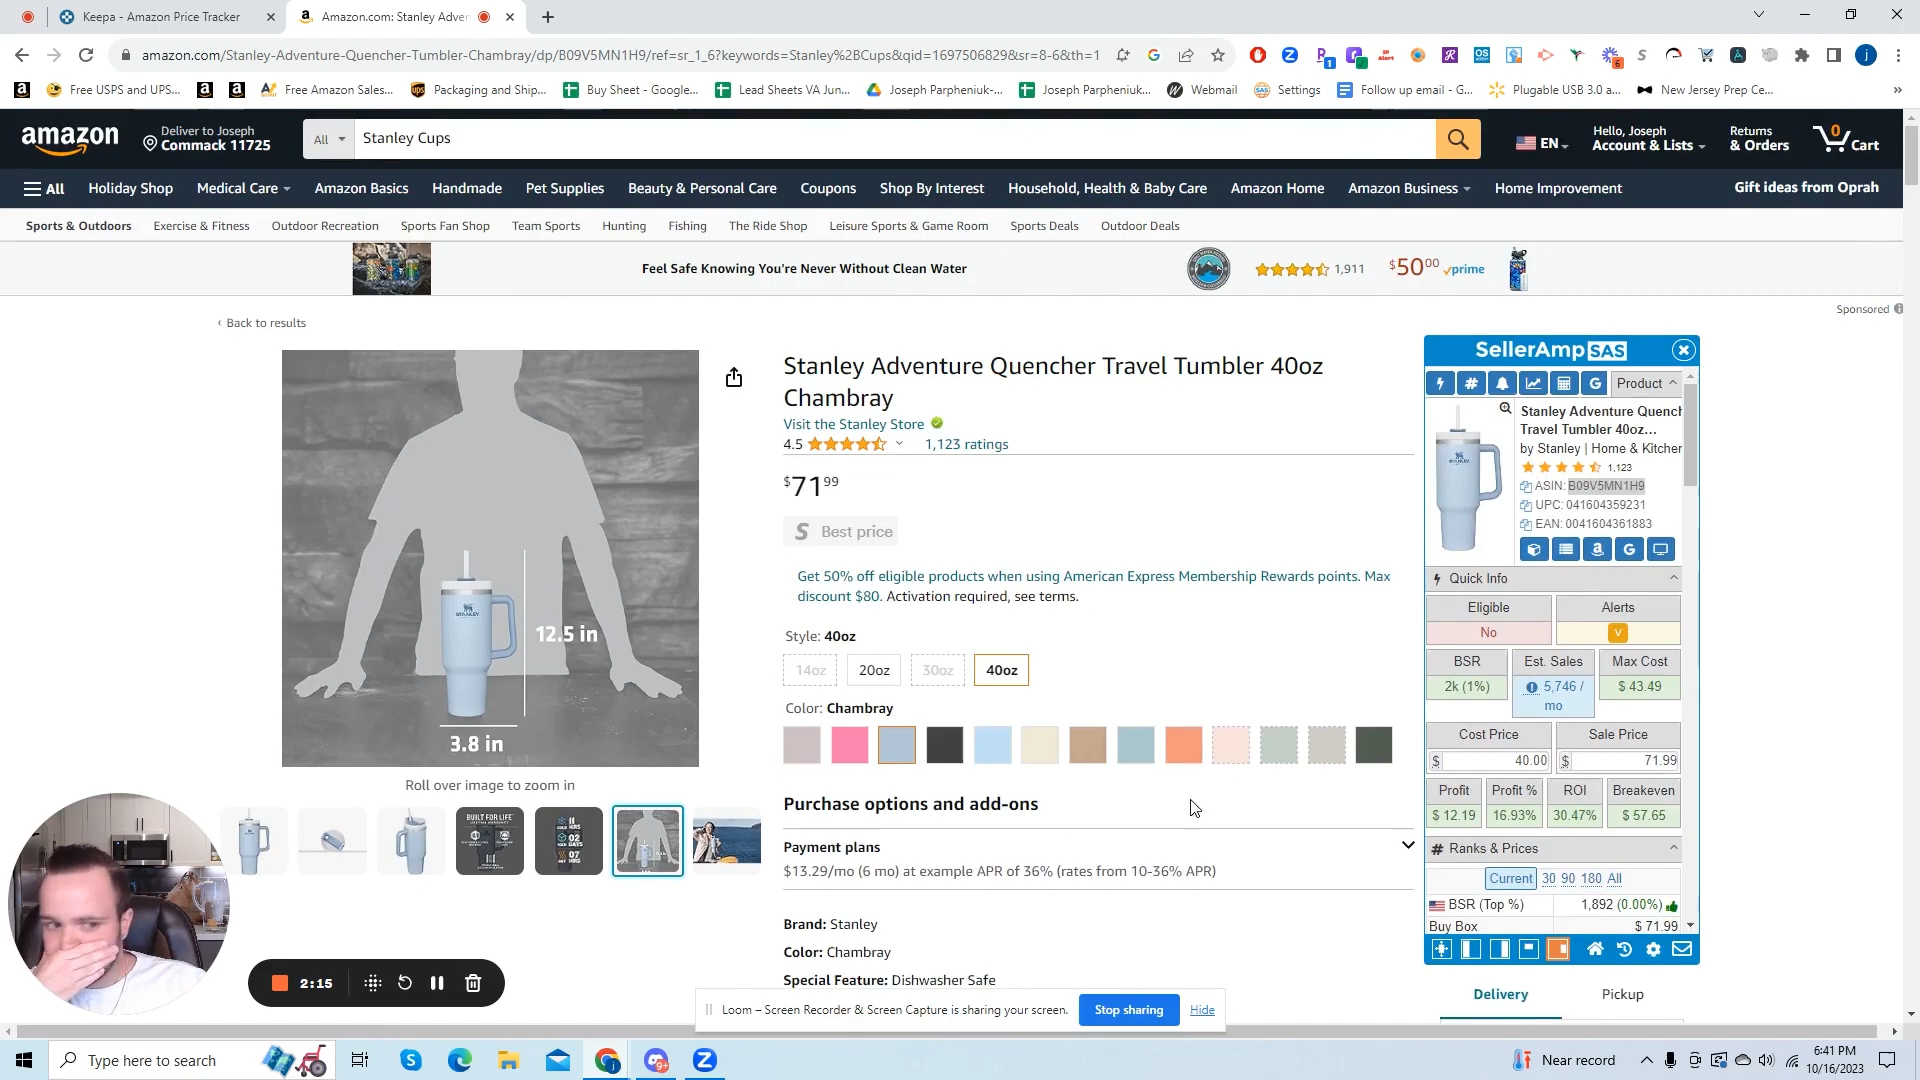 Keepa - Amazon Price Tracker
Amazon.com: Stanley Adven
amazon.com/Stanley-Adventure-Quencher-Tumbler-Chambray/dp/B09V5MN1H9/ref=sr_1_6?keywords=Stanley%2BCups&qid=1697506829&sr=8-6&th=1
Free USPS and UPS...
Free Amazon Sales...
Packaging and Ship...
Buy Sheet - Google...
Lead Sheets VA Jun...
Joseph Parpheniuk-...
Joseph Parpheniuk...
Webmail
Settings
Follow up email - G...
Plugable USB 3.0 a...
New Jersey Prep Ce...
amazon
Deliver to Joseph
Commack 11725
All
Stanley Cups
EN
Hello, Joseph
Account & Lists
Returns
& Orders
0
Cart
All
Holiday Shop
Medical Care
Amazon Basics
Handmade
Pet Supplies
Beauty & Personal Care
Coupons
Shop By Interest
Household, Health & Baby Care
Amazon Home
Amazon Business
Home Improvement
Gift ideas from Oprah
Sports & Outdoors
Exercise & Fitness
Outdoor Recreation
Sports Fan Shop
Team Sports
Hunting
Fishing
The Ride Shop
Leisure Sports & Game Room
Sports Deals
Outdoor Deals
Feel Safe Knowing You're Never Without Clean Water
1,911
$50 00
prime
Sponsored
‹ Back to results
Stanley Adventure Quencher Travel Tumbler 40oz
Chambray
Visit the Stanley Store
4.5
1,123 ratings
$71 99
S Best price
Get 50% off eligible products when using American Express Membership Rewards points. Max
discount $80. Activation required, see terms.
Style: 40oz
14oz
20oz
30oz
40oz
Color: Chambray
12.5 in
3.8 in
STANLEY
Roll over image to zoom in
BUILT FOR LIFE
Purchase options and add-ons
Payment plans
$13.29/mo (6 mo) at example APR of 36% (rates from 10-36% APR)
Brand: Stanley
Color: Chambray
Special Feature: Dishwasher Safe
SellerAmp SAS
Product
Stanley Adventure Quench
Travel Tumbler 40oz...
by Stanley | Home & Kitchen
1,123
ASIN: B09V5MN1H9
UPC: 041604359231
EAN: 0041604361883
Quick Info
Eligible
Alerts
No
V
BSR
Est. Sales
Max Cost
2k (1%)
5,746 /
mo
$ 43.49
Cost Price
Sale Price
$ 40.00
$ 71.99
Profit
Profit %
ROI
Breakeven
$ 12.19
16.93%
30.47%
$ 57.65
# Ranks & Prices
Current 30 90 180 All
BSR (Top %)
1,892 (0.00%)
Buy Box
$ 71.99
Delivery
Pickup
2:15
Loom – Screen Recorder & Screen Capture is sharing your screen.
Stop sharing
Hide
Type here to search
Near record
6:41 PM
10/16/2023